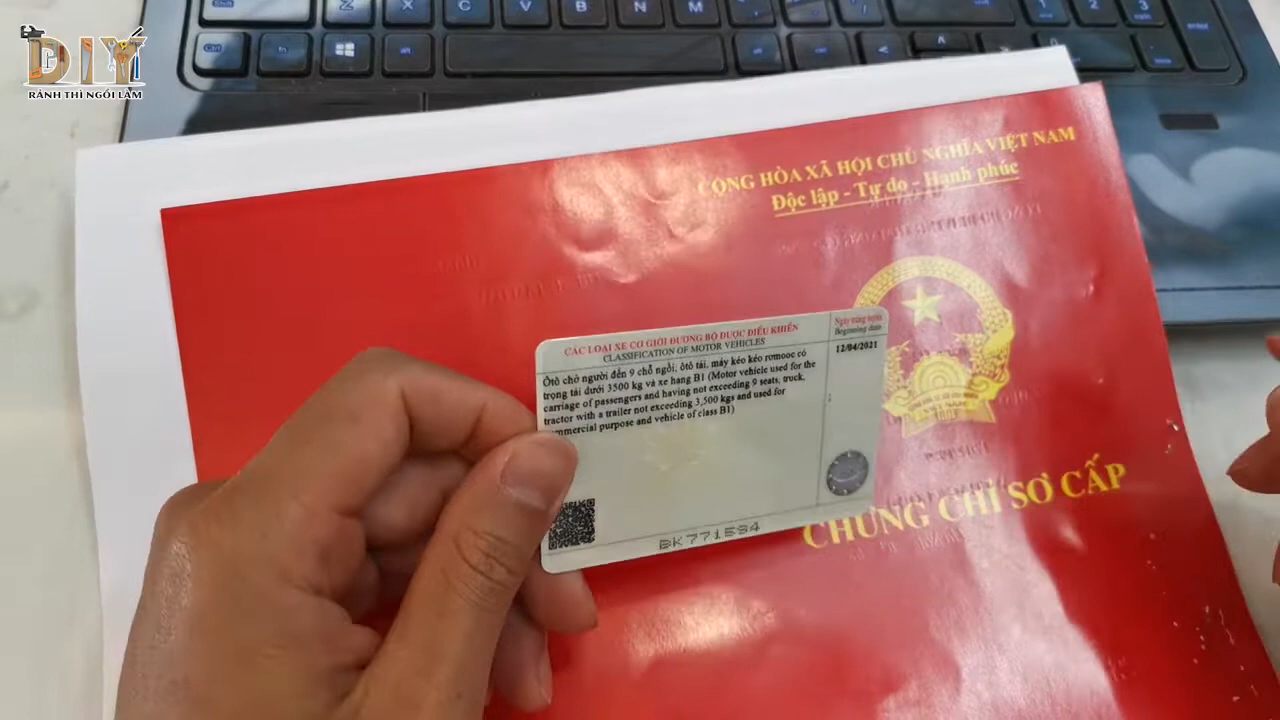 DIY
RẢNH THÌ NGỒI LÀM
Z X C V B N M
Ctrl
CỘNG HÒA XÃ HỘI CHỦ NGHĨA VIỆT NAM
Độc lập - Tự do - Hạnh phúc
CÁC LOẠI XE CƠ GIỚI ĐƯỜNG BỘ ĐƯỢC ĐIỀU KHIỂN
CLASSIFICATION OF MOTOR VEHICLES
Ngày trúng tuyển
Beginning date
Ôtô chở người đến 9 chỗ ngồi, ôtô tải, máy kéo kéo rơmooc có
trọng tải dưới 3500 kg và xe hạng B1 (Motor vehicle used for the
carriage of passengers and having not exceeding 9 seats, truck,
tractor with a trailer not exceeding 3,500 kgs and used for
commercial purpose and vehicle of class B1)
12/04/2021
BK771584
CHỨNG CHỈ SƠ CẤP